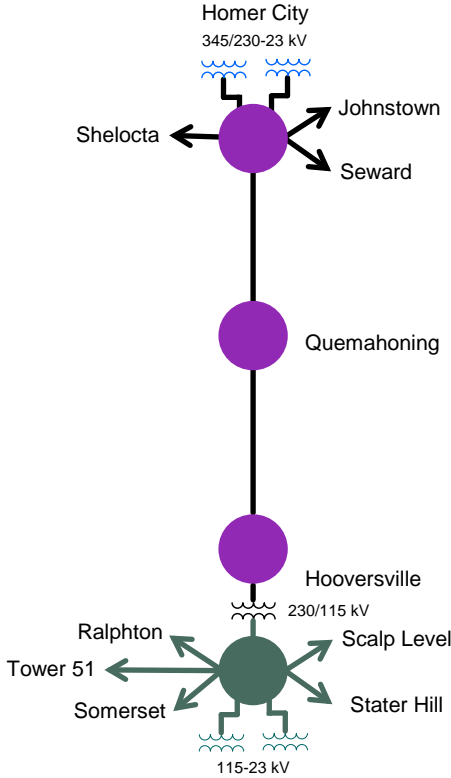 Homer City
345/230-23 kV
Johnstown
Shelocta
Seward
Quemahoning
Hooversville
230/115 kV
Ralphton
Scalp Level
Tower 51
Somerset
Stater Hill
115-23 kV